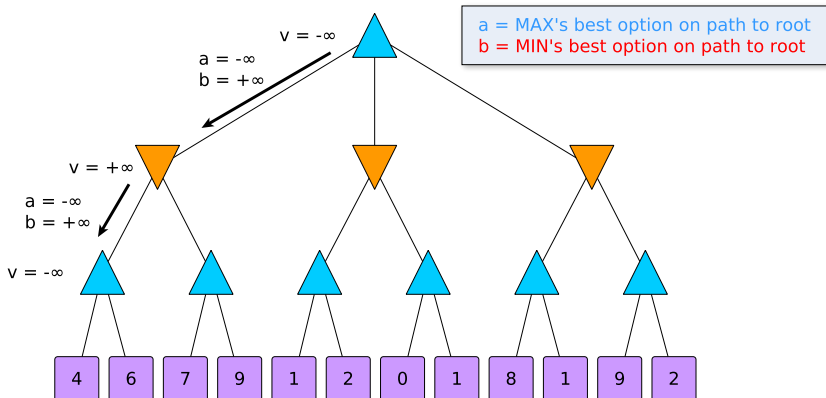 a = MAX's best option on path to root
b = MIN's best option on path to root
v = -∞
a = -∞
b = +∞
v = +∞
a = -∞
b = +∞
v = -∞
4 6 7 9 1 2 0 1 8 1 9 2